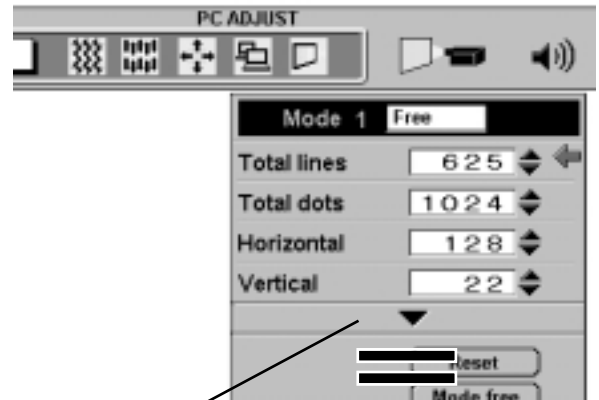 PC ADJUST
Mode 1 Free
Total lines 625
Total dots 1024
Horizontal 128
Vertical 22
Reset
Mode free